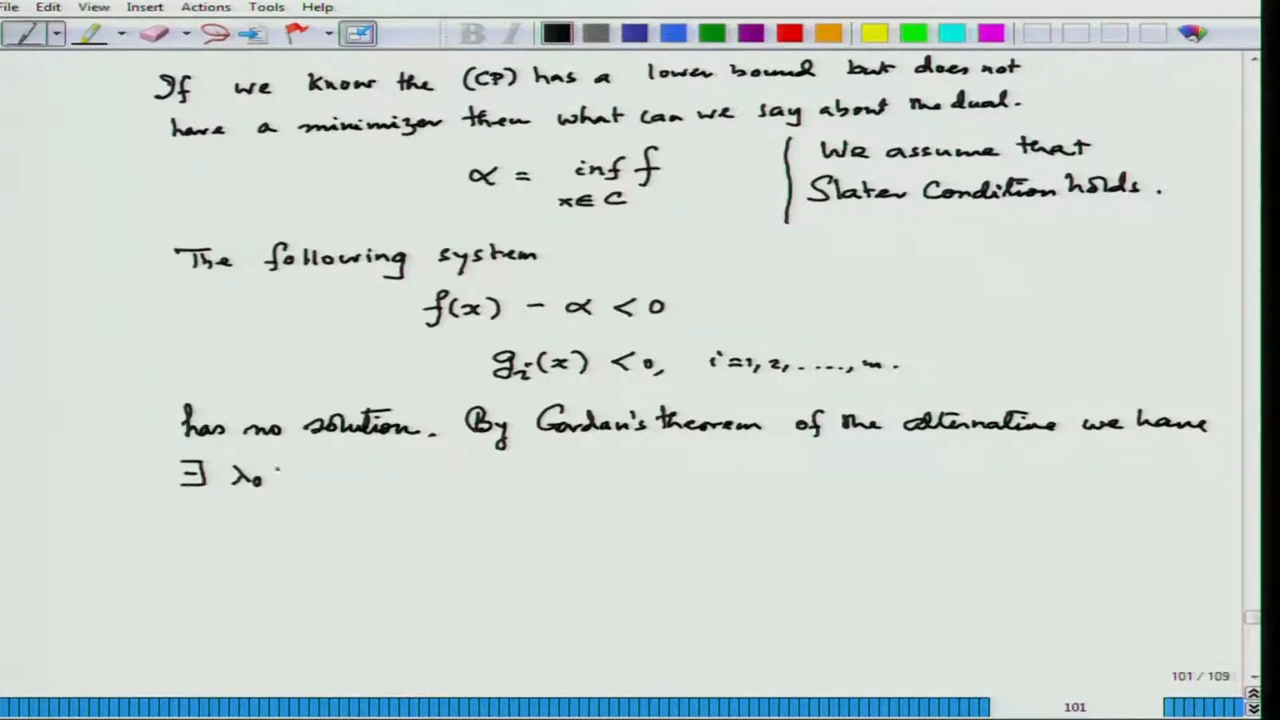 File Edit View Insert Actions Tools Help
If we know the (CP) has a lower bound but does not
have a minimizer then what can we say about the dual.
α = inf f
x∈C
We assume that
Slater Condition holds.
The following system
f(x) - α < 0
gᵢ(x) < 0, i=1, 2, ....., m.
has no solution. By Gordan's theorem of the alternative we have
∃ λ₀
101 / 109
101